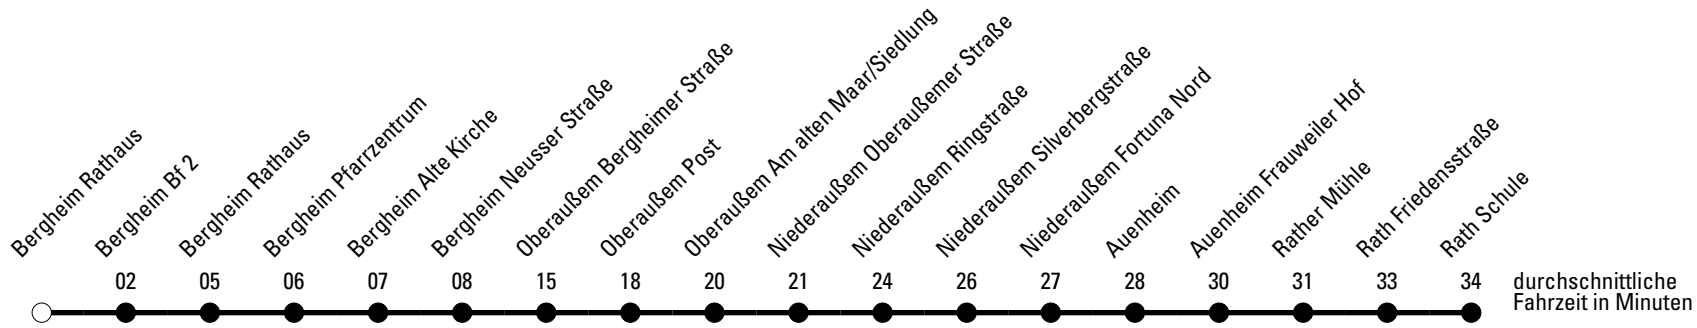 Bergheim Rathaus
Bergheim Bf 2
Bergheim Rathaus
Bergheim Pfarrzentrum
Bergheim Alte Kirche
Bergheim Neusser Straße
Oberaußem Bergheimer Straße
Oberaußem Post
Oberaußem Am alten Maar/Siedlung
Niederaußem Oberaußemer Straße
Niederaußem Ringstraße
Niederaußem Silverbergstraße
Niederaußem Fortuna Nord
Auenheim
Auenheim Frauweiler Hof
Rather Mühle
Rath Friedensstraße
Rath Schule
02 05 06 07 08 15 18 20 21 24 26 27 28 30 31 33 34 durchschnittliche
Fahrzeit in Minuten